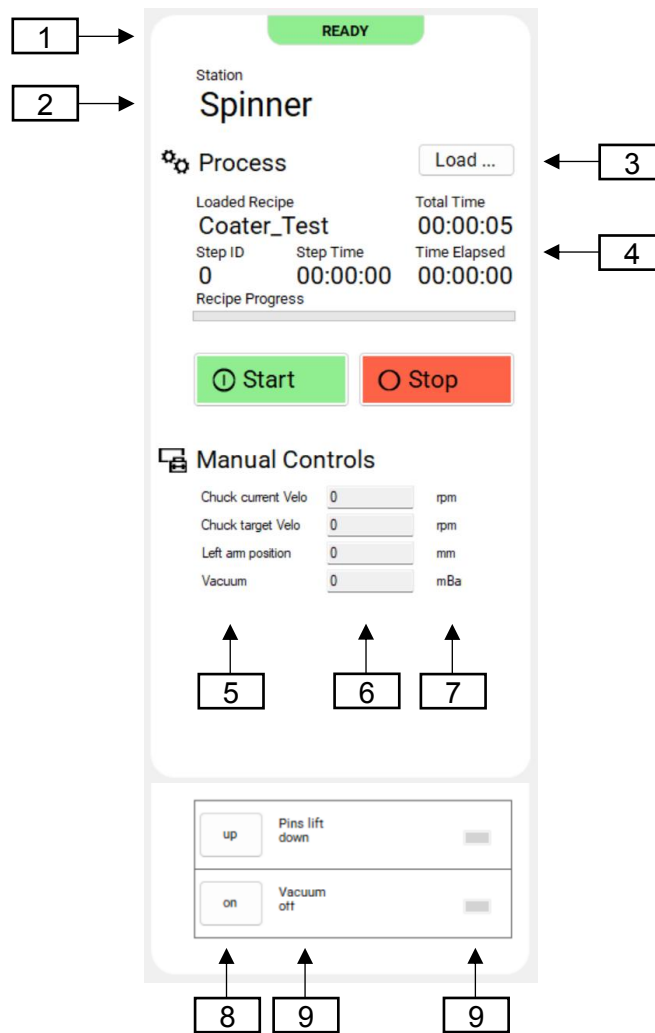 READY
1
Station
2
Spinner
Process
Load ...
3
Loaded Recipe Total Time
Coater_Test 00:00:05
Step ID Step Time Time Elapsed
4
0 00:00:00 00:00:00
Recipe Progress
Start Stop
Manual Controls
Chuck current Velo 0 rpm
Chuck target Velo 0 rpm
Left arm position 0 mm
Vacuum 0 mBa
5 6 7
up Pins lift
down
on Vacuum
off
8 9 9